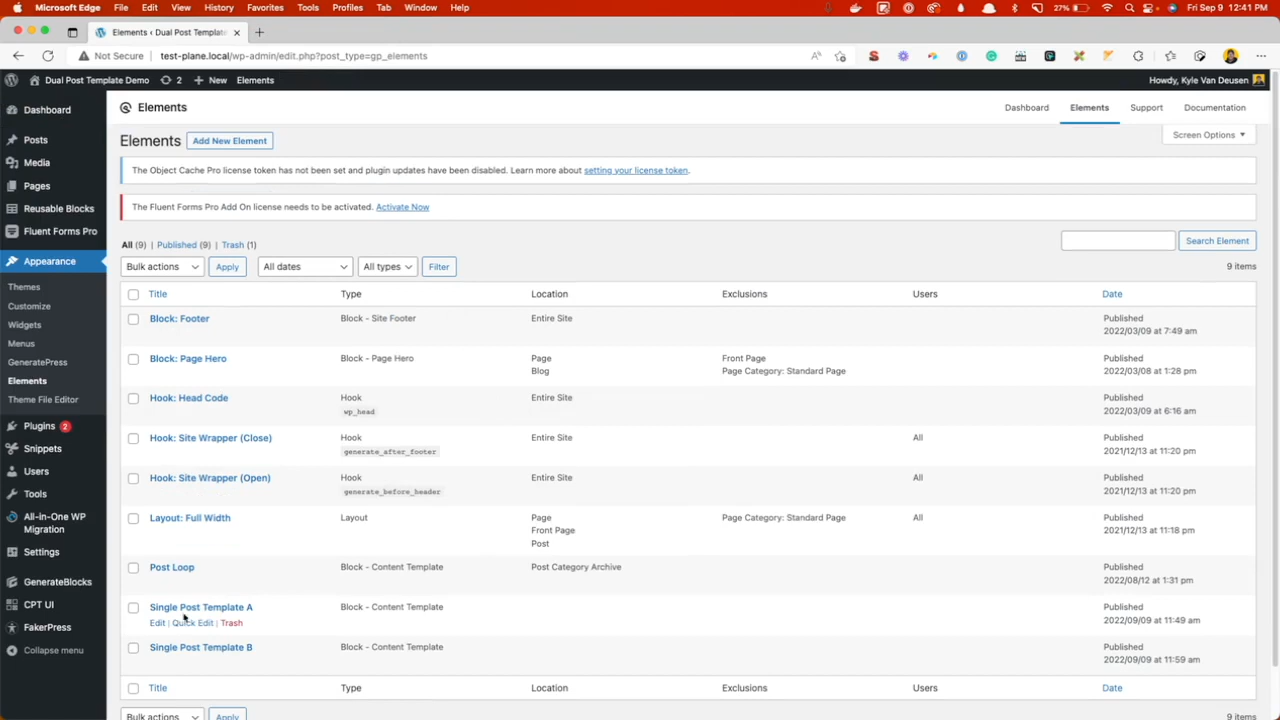 Microsoft Edge File Edit View History Favorites Tools Profiles Tab Window Help 27% Fri Sep 9 12:41 PM
Elements ‹ Dual Post Template
Not Secure test-plane.local/wp-admin/edit.php?post_type=gp_elements
Dual Post Template Demo 2 New Elements Howdy, Kyle Van Deusen
Dashboard
Posts
Media
Pages
Reusable Blocks
Fluent Forms Pro
Appearance
Themes
Customize
Widgets
Menus
GeneratePress
Elements
Theme File Editor
Plugins 2
Snippets
Users
Tools
All-in-One WP
Migration
Settings
GenerateBlocks
CPT UI
FakerPress
Collapse menu
Elements Dashboard Elements Support Documentation
Elements Add New Element Screen Options
The Object Cache Pro license token has not been set and plugin updates have been disabled. Learn more about setting your license token.
The Fluent Forms Pro Add On license needs to be activated. Activate Now
All (9) | Published (9) | Trash (1) Search Element
Bulk actions Apply All dates All types Filter 9 items
Title Type Location Exclusions Users Date
Block: Footer Block - Site Footer Entire Site Published
2022/03/09 at 7:49 am
Block: Page Hero Block - Page Hero Page Front Page Published
Blog Page Category: Standard Page 2022/03/08 at 1:28 pm
Hook: Head Code Hook Entire Site Published
wp_head 2022/03/09 at 6:16 am
Hook: Site Wrapper (Close) Hook Entire Site All Published
generate_after_footer 2021/12/13 at 11:20 pm
Hook: Site Wrapper (Open) Hook Entire Site All Published
generate_before_header 2021/12/13 at 11:20 pm
Layout: Full Width Layout Page Page Category: Standard Page All Published
Front Page 2021/12/13 at 11:18 pm
Post
Post Loop Block - Content Template Post Category Archive Published
2022/08/12 at 1:31 pm
Single Post Template A Block - Content Template Published
Edit | Quick Edit | Trash 2022/09/09 at 11:49 am
Single Post Template B Block - Content Template Published
2022/09/09 at 11:59 am
Title Type Location Exclusions Users Date
Bulk actions Apply 9 items